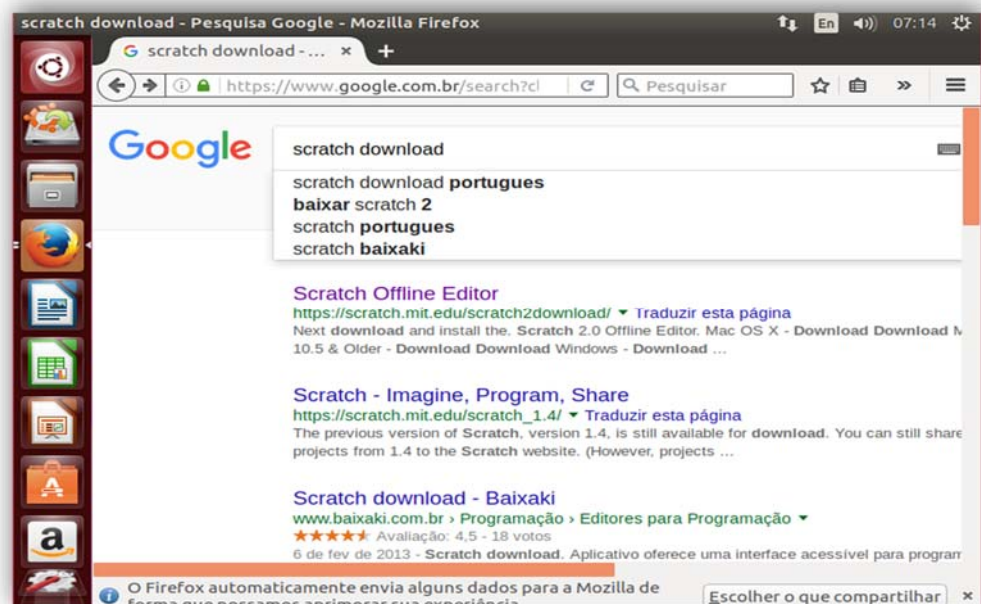 scratch download - Pesquisa Google - Mozilla Firefox
En 07:14
G scratch download - ... × +
https://www.google.com.br/search?cl
Pesquisar
Google
scratch download
scratch download portugues
baixar scratch 2
scratch portugues
scratch baixaki
Scratch Offline Editor
https://scratch.mit.edu/scratch2download/ ▼ Traduzir esta página
Next download and install the. Scratch 2.0 Offline Editor. Mac OS X - Download Download M
10.5 & Older - Download Download Windows - Download ...
Scratch - Imagine, Program, Share
https://scratch.mit.edu/scratch_1.4/ ▼ Traduzir esta página
The previous version of Scratch, version 1.4, is still available for download. You can still share
projects from 1.4 to the Scratch website. (However, projects ...
Scratch download - Baixaki
www.baixaki.com.br › Programação › Editores para Programação ▼
Avaliação: 4,5 - 18 votos
6 de fev de 2013 - Scratch download. Aplicativo oferece uma interface acessível para program
O Firefox automaticamente envia alguns dados para a Mozilla de
forma que possamos aprimorar sua experiência
Escolher o que compartilhar ×